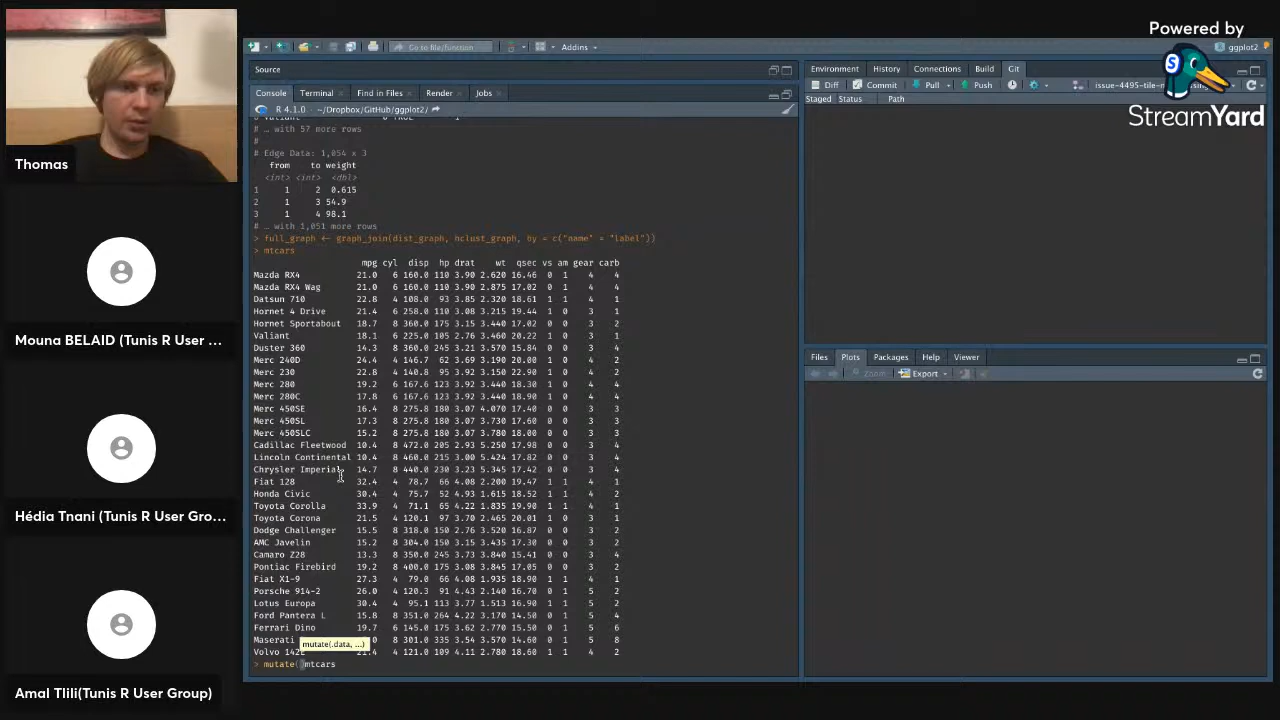 Powered by
StreamYard
Thomas
Mouna BELAID (Tunis R User …
Hédia Tnani (Tunis R User Gro…
Amal Tlili(Tunis R User Group)
Go to file/function
Addins
ggplot2
Source
Console Terminal Find in Files Render Jobs
R 4.1.0 · ~/Dropbox/GitHub/ggplot2/
# … with 57 more rows
#
# Edge Data: 1,054 x 3
from to weight
<int> <int> <dbl>
1 1 2 0.615
2 1 3 54.9
3 1 4 98.1
# … with 1,051 more rows
> full_graph <- graph_join(dist_graph, hclust_graph, by = c("name" = "label"))
> mtcars
mpg cyl disp hp drat wt qsec vs am gear carb
Mazda RX4 21.0 6 160.0 110 3.90 2.620 16.46 0 1 4 4
Mazda RX4 Wag 21.0 6 160.0 110 3.90 2.875 17.02 0 1 4 4
Datsun 710 22.8 4 108.0 93 3.85 2.320 18.61 1 1 4 1
Hornet 4 Drive 21.4 6 258.0 110 3.08 3.215 19.44 1 0 3 1
Hornet Sportabout 18.7 8 360.0 175 3.15 3.440 17.02 0 0 3 2
Valiant 18.1 6 225.0 105 2.76 3.460 20.22 1 0 3 1
Duster 360 14.3 8 360.0 245 3.21 3.570 15.84 0 0 3 4
Merc 240D 24.4 4 146.7 62 3.69 3.190 20.00 1 0 4 2
Merc 230 22.8 4 140.8 95 3.92 3.150 22.90 1 0 4 2
Merc 280 19.2 6 167.6 123 3.92 3.440 18.30 1 0 4 4
Merc 280C 17.8 6 167.6 123 3.92 3.440 18.90 1 0 4 4
Merc 450SE 16.4 8 275.8 180 3.07 4.070 17.40 0 0 3 3
Merc 450SL 17.3 8 275.8 180 3.07 3.730 17.60 0 0 3 3
Merc 450SLC 15.2 8 275.8 180 3.07 3.780 18.00 0 0 3 3
Cadillac Fleetwood 10.4 8 472.0 205 2.93 5.250 17.98 0 0 3 4
Lincoln Continental 10.4 8 460.0 215 3.00 5.424 17.82 0 0 3 4
Chrysler Imperial 14.7 8 440.0 230 3.23 5.345 17.42 0 0 3 4
Fiat 128 32.4 4 78.7 66 4.08 2.200 19.47 1 1 4 1
Honda Civic 30.4 4 75.7 52 4.93 1.615 18.52 1 1 4 2
Toyota Corolla 33.9 4 71.1 65 4.22 1.835 19.90 1 1 4 1
Toyota Corona 21.5 4 120.1 97 3.70 2.465 20.01 1 0 3 1
Dodge Challenger 15.5 8 318.0 150 2.76 3.520 16.87 0 0 3 2
AMC Javelin 15.2 8 304.0 150 3.15 3.435 17.30 0 0 3 2
Camaro Z28 13.3 8 350.0 245 3.73 3.840 15.41 0 0 3 4
Pontiac Firebird 19.2 8 400.0 175 3.08 3.845 17.05 0 0 3 2
Fiat X1-9 27.3 4 79.0 66 4.08 1.935 18.90 1 1 4 1
Porsche 914-2 26.0 4 120.3 91 4.43 2.140 16.70 0 1 5 2
Lotus Europa 30.4 4 95.1 113 3.77 1.513 16.90 1 1 5 2
Ford Pantera L 15.8 8 351.0 264 4.22 3.170 14.50 0 1 5 4
Ferrari Dino 19.7 6 145.0 175 3.62 2.770 15.50 0 1 5 6
Maserati 0 8 301.0 335 3.54 3.570 14.60 0 1 5 8
mutate(.data, ...)
Volvo 142E 21.4 4 121.0 109 4.11 2.780 18.60 1 1 4 2
> mutate()mtcars
Environment History Connections Build Git
Diff Commit Pull Push
Staged Status Path
Files Plots Packages Help Viewer
Zoom Export